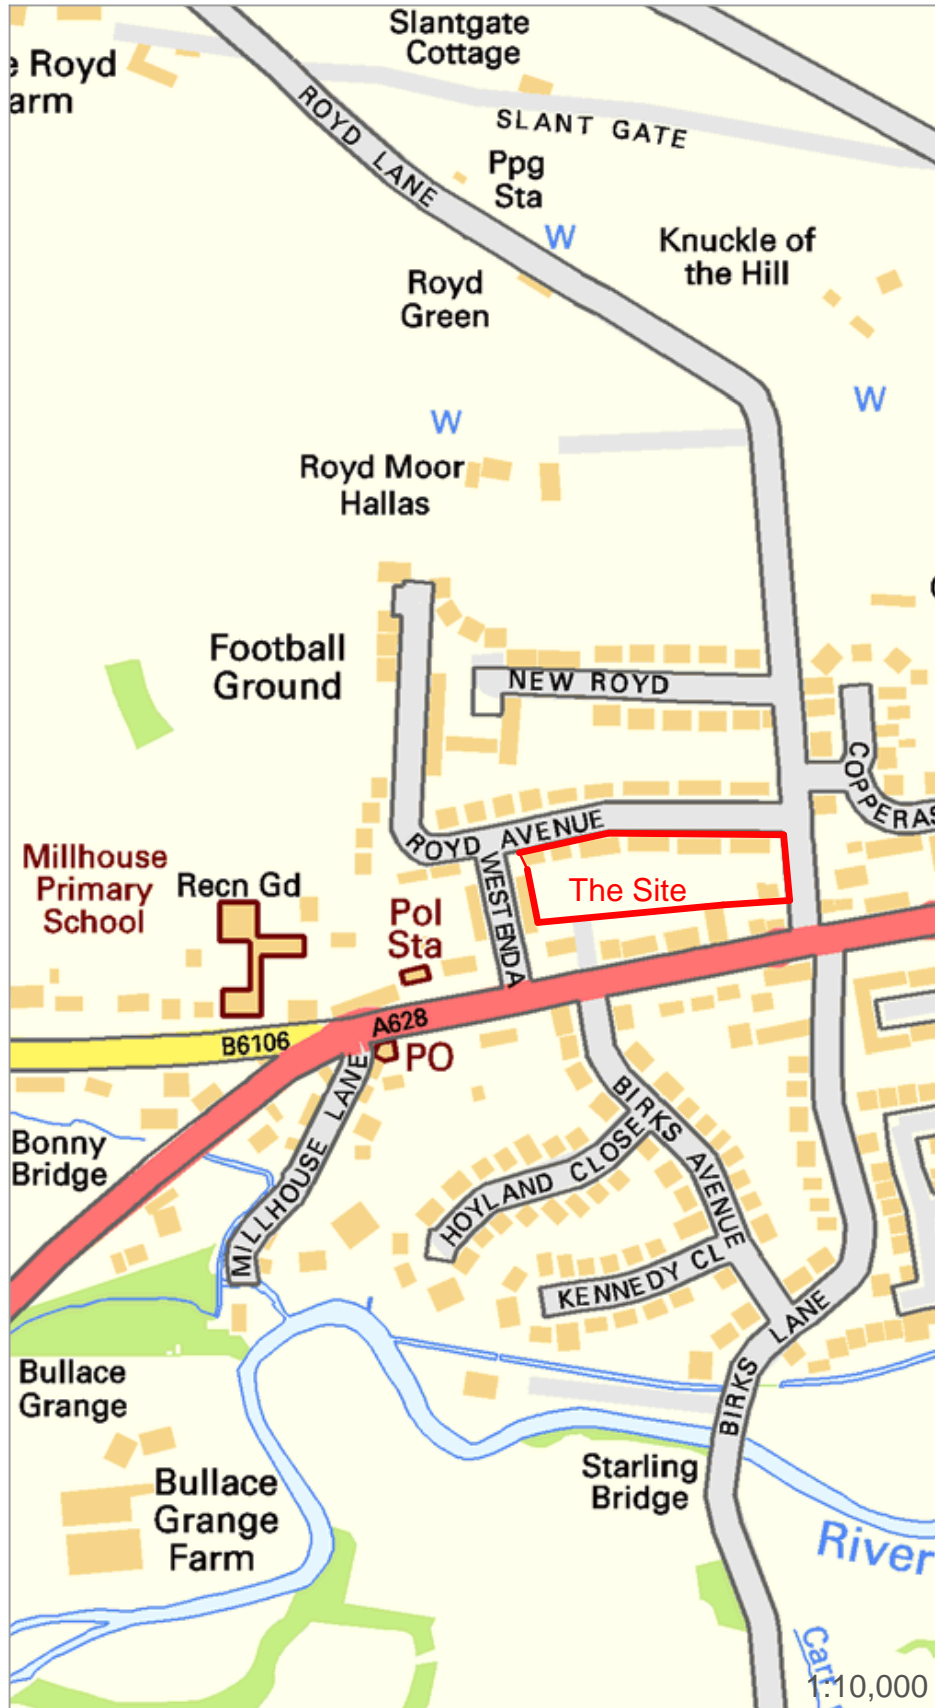 Slantgate
Cottage
e Royd
arm
ROYD LANE
SLANT GATE
Ppg
Sta
W
Knuckle of
the Hill
Royd
Green
W
W
Royd Moor
Hallas
Football
Ground
NEW ROYD
COPPERAS
ROYD AVENUE
Millhouse
Primary
School
Recn Gd
WEST END A
The Site
Pol
Sta
A628
B6106
PO
MILLHOUSE LANE
BIRKS AVENUE
Bonny
Bridge
HOYLAND CLOSE
KENNEDY CL
BIRKS LANE
Bullace
Grange
Starling
Bridge
Bullace
Grange
Farm
River
Carr
1:10,000